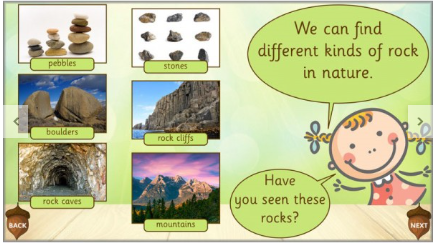 We can find
different kinds of rock
in nature.
pebbles
stones
boulders
rock cliffs
rock caves
mountains
Have
you seen these
rocks?
BACK
NEXT